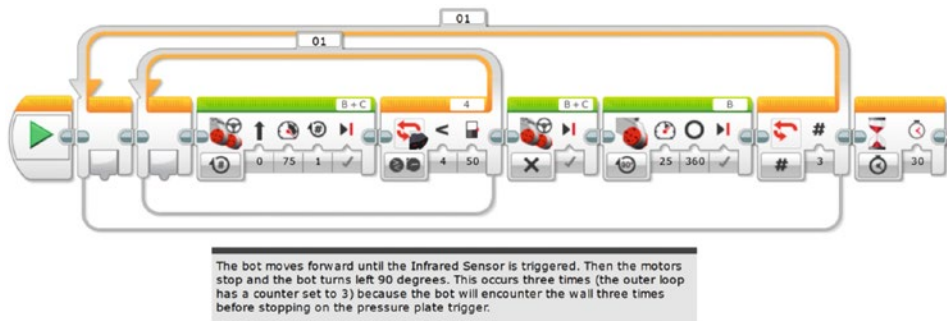 01
01
B + C
4
B + C
B
#
<
#
0 75 1
4 50
90°
25 360
#
3
30
The bot moves forward until the Infrared Sensor is triggered. Then the motors
stop and the bot turns left 90 degrees. This occurs three times (the outer loop
has a counter set to 3) because the bot will encounter the wall three times
before stopping on the pressure plate trigger.